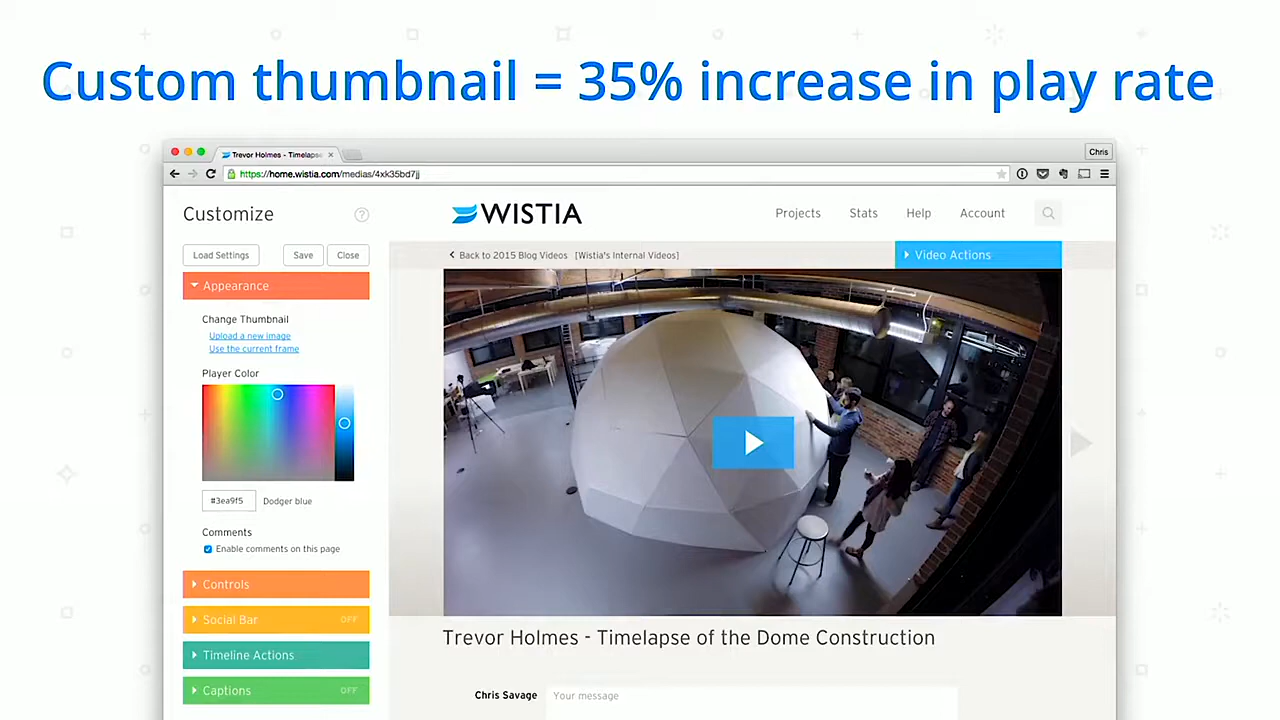 Custom thumbnail = 35% increase in play rate
Trevor Holmes - Timelapse
Chris
https://home.wistia.com/medias/4xk35bd7jj
Customize
?
WISTIA
Projects
Stats
Help
Account
Load Settings
Save
Close
Back to 2015 Blog Videos [Wistia's Internal Videos]
Video Actions
Appearance
Change Thumbnail
Upload a new image
Use the current frame
Player Color
#3ea9f5
Dodger blue
Comments
Enable comments on this page
Controls
Social Bar
OFF
Timeline Actions
Captions
OFF
Trevor Holmes - Timelapse of the Dome Construction
Chris Savage
Your message